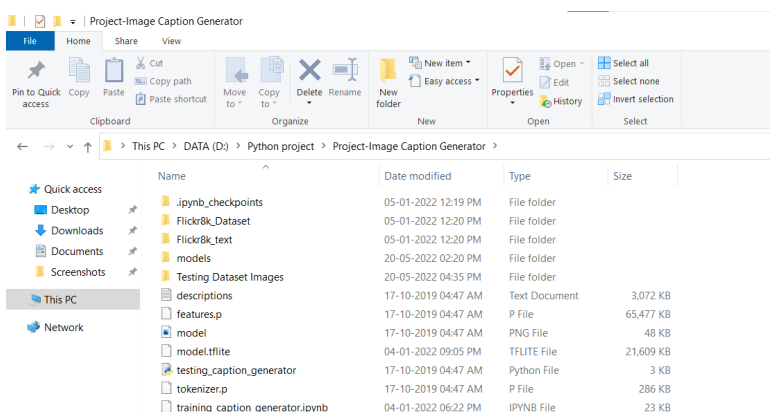 Project-Image Caption Generator
File Home Share View
Pin to Quick access
Copy
Paste
Cut
Copy path
Paste shortcut
Move to
Copy to
Delete
Rename
New folder
New item
Easy access
Properties
Open
Edit
History
Select all
Select none
Invert selection
Clipboard Organize New Open Select
This PC > DATA (D:) > Python project > Project-Image Caption Generator >
Name Date modified Type Size
Quick access
Desktop
Downloads
Documents
Screenshots
This PC
Network
.ipynb_checkpoints 05-01-2022 12:19 PM File folder
Flickr8k_Dataset 05-01-2022 12:20 PM File folder
Flickr8k_text 05-01-2022 12:20 PM File folder
models 20-05-2022 02:20 PM File folder
Testing Dataset Images 20-05-2022 04:35 PM File folder
descriptions 17-10-2019 04:47 AM Text Document 3,072 KB
features.p 17-10-2019 04:47 AM P File 65,477 KB
model 17-10-2019 04:47 AM PNG File 48 KB
model.tflite 04-01-2022 09:05 PM TFLITE File 21,609 KB
testing_caption_generator 17-10-2019 04:47 AM Python File 3 KB
tokenizer.p 17-10-2019 04:47 AM P File 286 KB
training_caption_generator.ipynb 04-01-2022 06:22 PM IPYNB File 23 KB